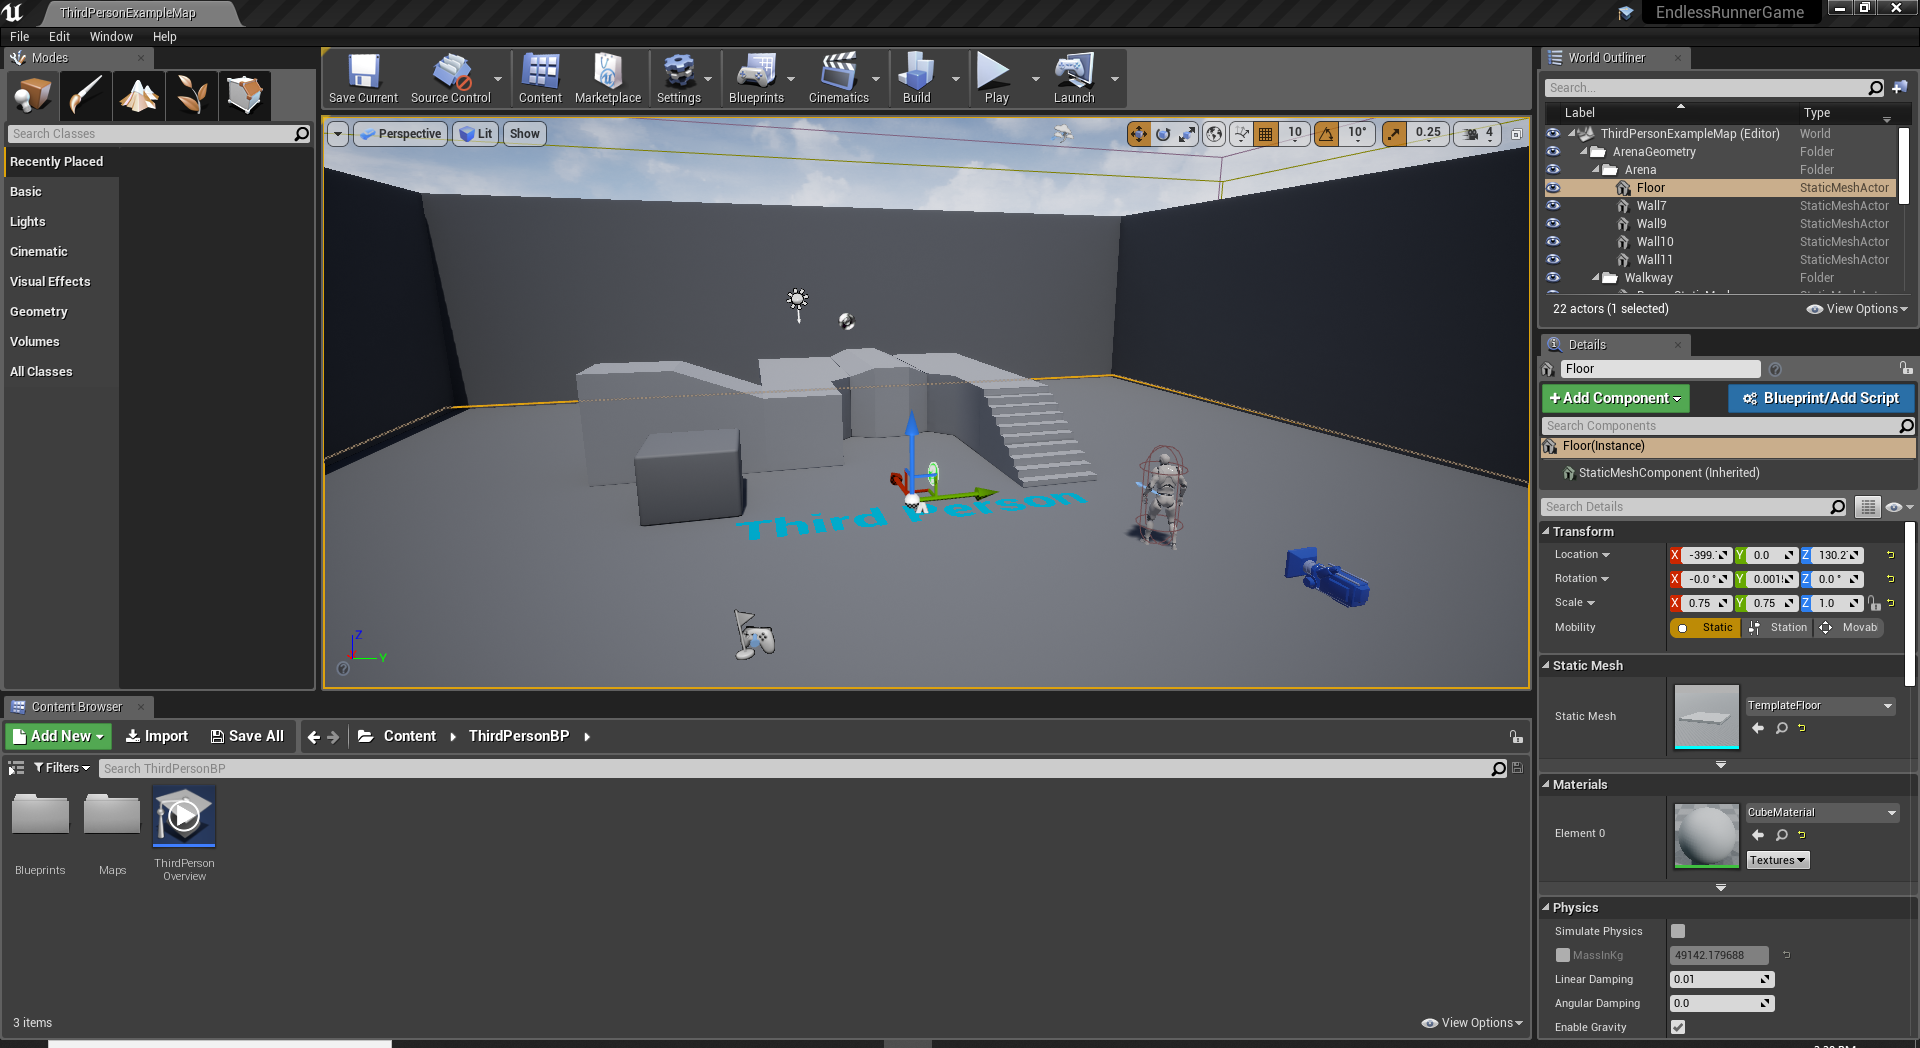 ThirdPersonExampleMap
EndlessRunnerGame
File Edit Window Help
Modes
Search Classes
Recently Placed
Basic
Lights
Cinematic
Visual Effects
Geometry
Volumes
All Classes
Save Current Source Control Content Marketplace Settings Blueprints Cinematics Build Play Launch
Perspective Lit Show 10 10° 0.25 4
Third Person
Z
Y
World Outliner
Search...
Label Type
ThirdPersonExampleMap (Editor) World
ArenaGeometry Folder
Arena Folder
Floor StaticMeshActor
Wall7 StaticMeshActor
Wall9 StaticMeshActor
Wall10 StaticMeshActor
Wall11 StaticMeshActor
Walkway Folder
22 actors (1 selected) View Options
Details
Floor
+Add Component Blueprint/Add Script
Search Components
Floor(Instance)
StaticMeshComponent (Inherited)
Search Details
Transform
Location X -399. Y 0.0 Z 130.2
Rotation X -0.0 ° Y 0.001 Z 0.0 °
Scale X 0.75 Y 0.75 Z 1.0
Mobility Static Station Movab
Static Mesh
Static Mesh TemplateFloor
Materials
Element 0 CubeMaterial
Textures
Physics
Simulate Physics
MassInKg 49142.179688
Linear Damping 0.01
Angular Damping 0.0
Enable Gravity
Content Browser
Add New Import Save All Content ThirdPersonBP
Filters Search ThirdPersonBP
Blueprints Maps ThirdPerson
Overview
3 items View Options